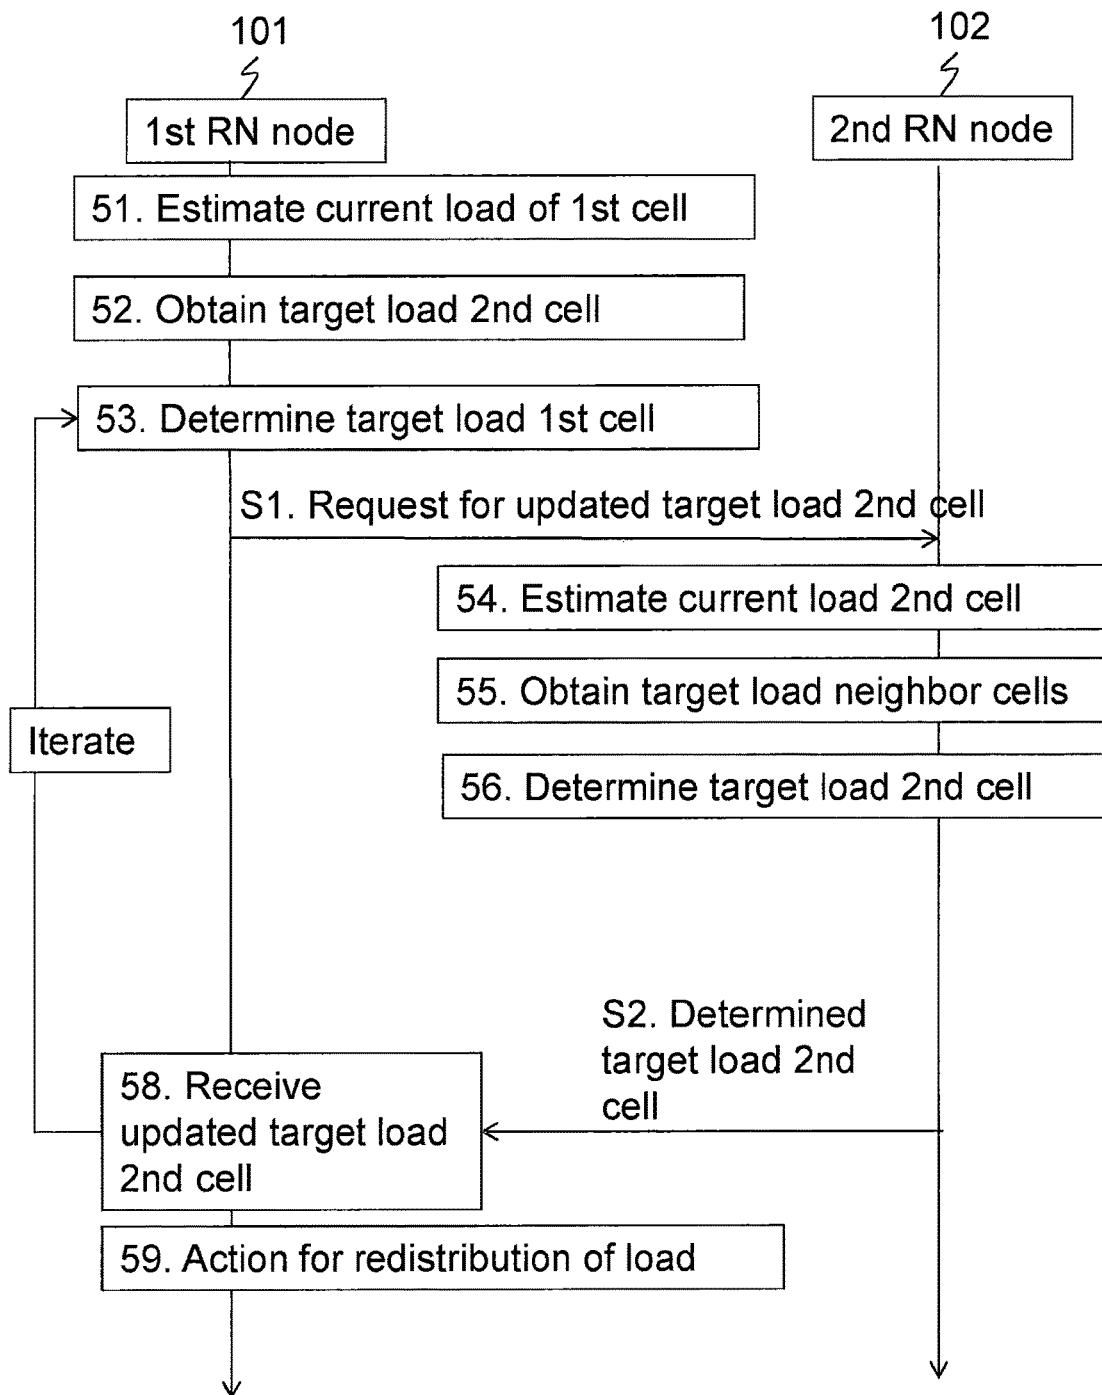 101
102
1st RN node
2nd RN node
51. Estimate current load of 1st cell
52. Obtain target load 2nd cell
53. Determine target load 1st cell
S1. Request for updated target load 2nd cell
54. Estimate current load 2nd cell
55. Obtain target load neighbor cells
Iterate
56. Determine target load 2nd cell
S2. Determined
target load 2nd
cell
58. Receive
updated target load
2nd cell
59. Action for redistribution of load